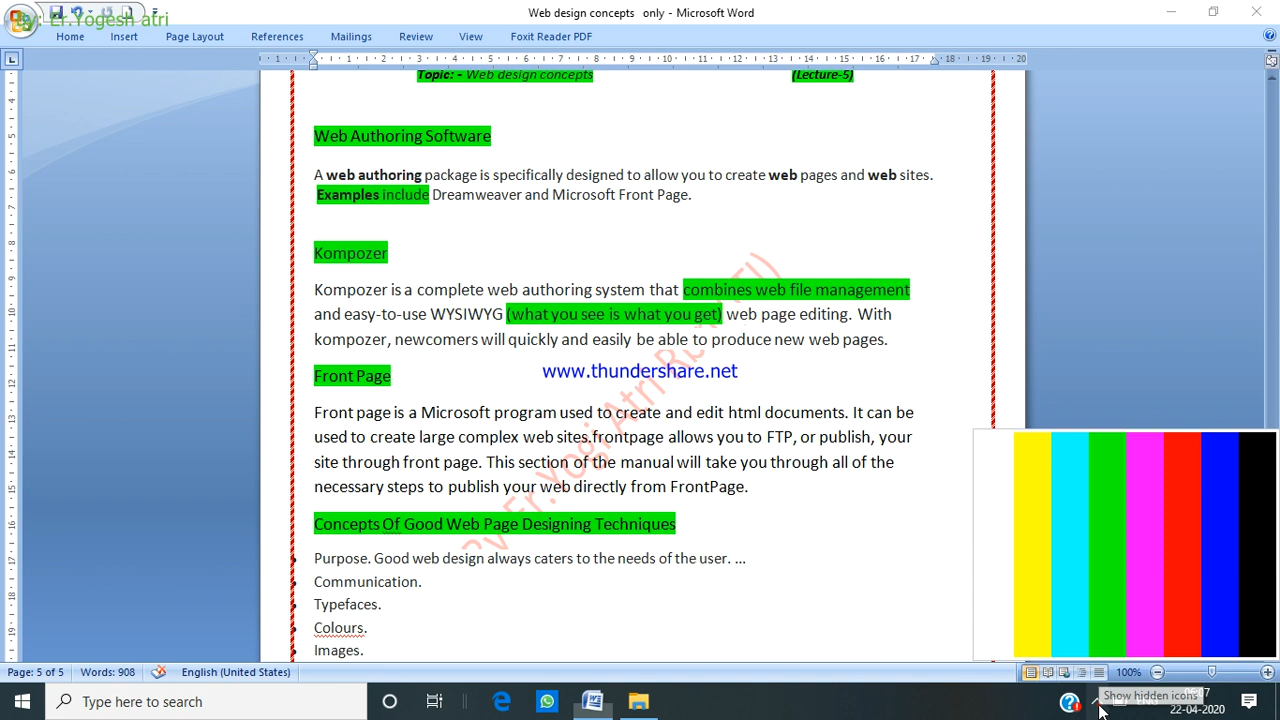 By: Er.Yogesh atri
Web design concepts only - Microsoft Word
Home Insert Page Layout References Mailings Review View Foxit Reader PDF
Topic: - Web design concepts (Lecture-5)
Web Authoring Software
A web authoring package is specifically designed to allow you to create web pages and web sites.
Examples include Dreamweaver and Microsoft Front Page.
Kompozer
Kompozer is a complete web authoring system that combines web file management
and easy-to-use WYSIWYG (what you see is what you get) web page editing. With
kompozer, newcomers will quickly and easily be able to produce new web pages.
www.thundershare.net
Front Page
Front page is a Microsoft program used to create and edit html documents. It can be
used to create large complex web sites.frontpage allows you to FTP, or publish, your
site through front page. This section of the manual will take you through all of the
necessary steps to publish your web directly from FrontPage.
Concepts Of Good Web Page Designing Techniques
Purpose. Good web design always caters to the needs of the user. ...
Communication.
Typefaces.
Colours.
Images.
By Er.Yogi Atri
Page: 5 of 5 Words: 908 English (United States) 100%
Type here to search
Show hidden icons
22-04-2020